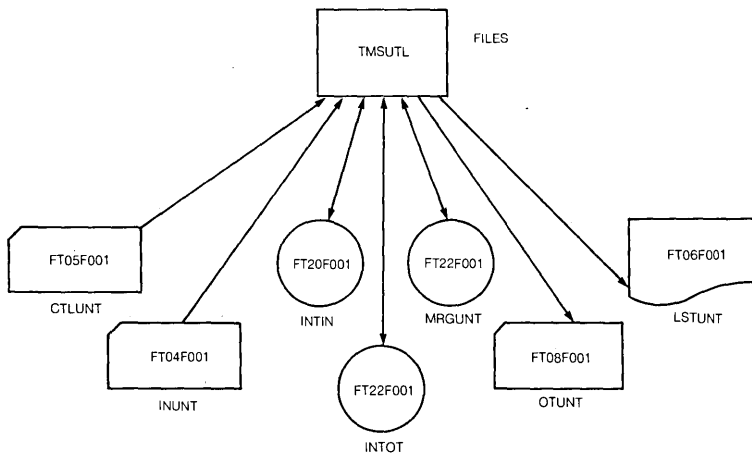 TMSUTL
FILES
FT05F001
CTLUNT
FT04F001
INUNT
FT20F001
INTIN
FT22F001
INTOT
FT22F001
MRGUNT
FT08F001
OTUNT
FT06F001
LSTUNT